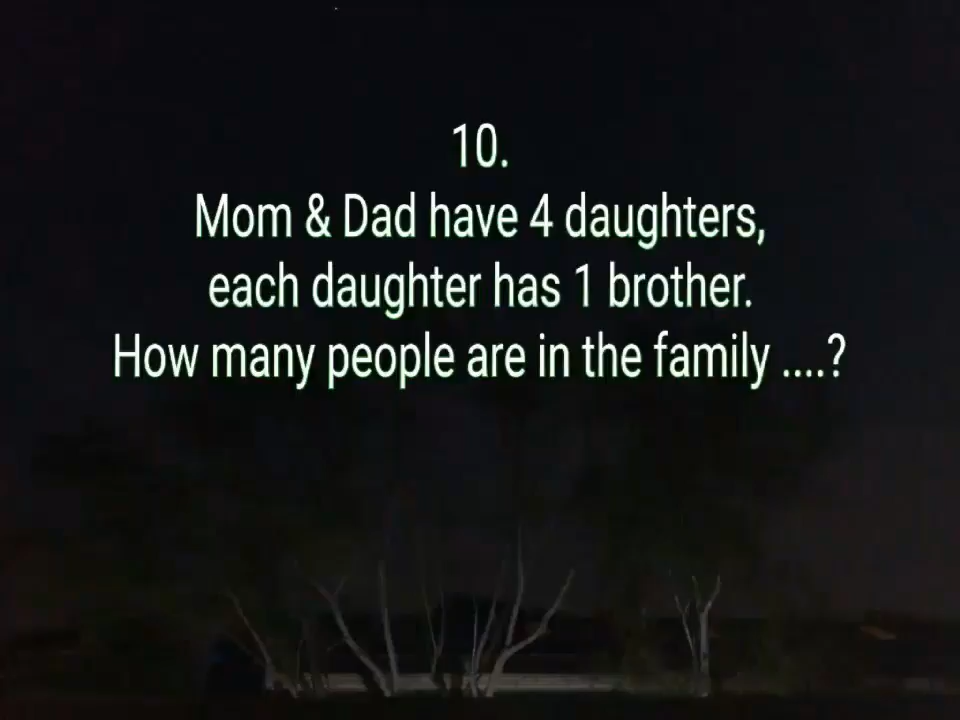 10.
Mom & Dad have 4 daughters,
each daughter has 1 brother.
How many people are in the family ....?